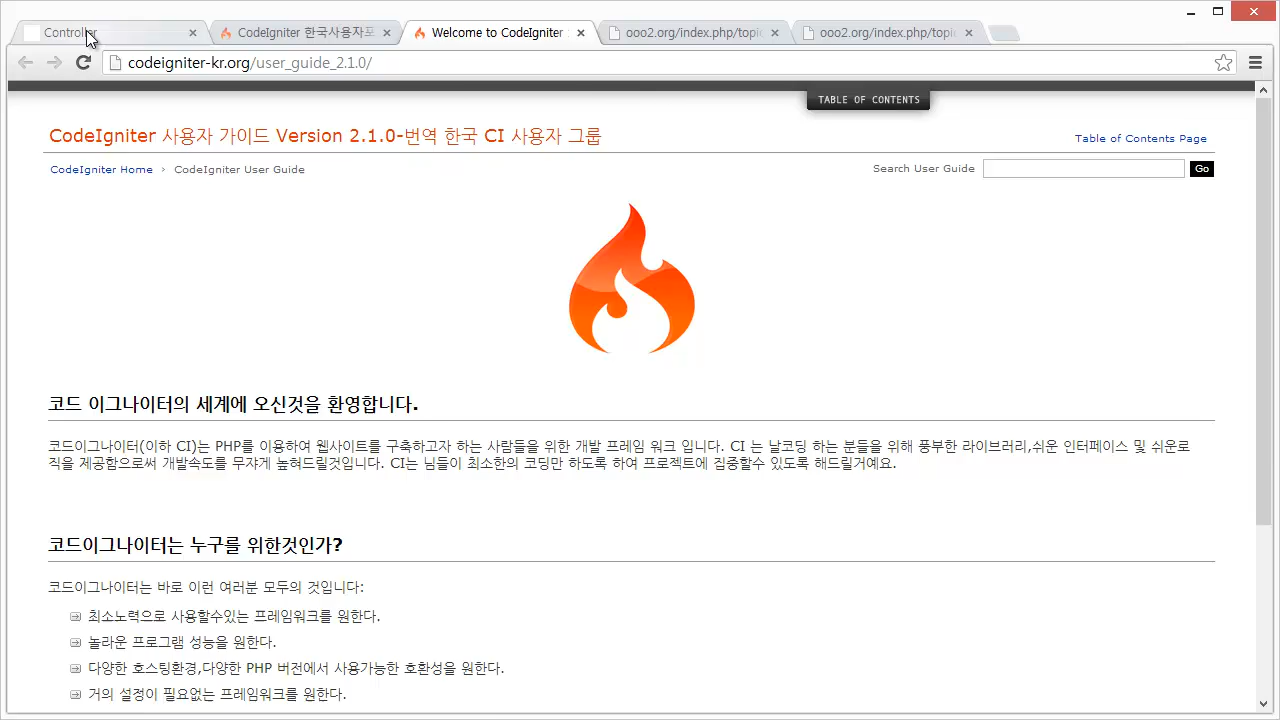 CodeIgniter 한국사용자포
Welcome to CodeIgniter
ooo2.org/index.php/topi
ooo2.org/index.php/topi
codeigniter-kr.org/user_guide_2.1.0/
TABLE OF CONTENTS
CodeIgniter 사용자 가이드 Version 2.1.0-번역 한국 CI 사용자 그룹
Table of Contents Page
CodeIgniter Home › CodeIgniter User Guide
Search User Guide
Go
코드 이그나이터의 세계에 오신것을 환영합니다.
코드이그나이터(이하 CI)는 PHP를 이용하여 웹사이트를 구축하고자 하는 사람들을 위한 개발 프레임 워크 입니다. CI 는 날코딩 하는 분들을 위해 풍부한 라이브러리,쉬운 인터페이스 및 쉬운로
직을 제공함으로써 개발속도를 무쟈게 높혀드릴것입니다. CI는 님들이 최소한의 코딩만 하도록 하여 프로젝트에 집중할수 있도록 해드릴거예요.
코드이그나이터는 누구를 위한것인가?
코드이그나이터는 바로 이런 여러분 모두의 것입니다:
최소노력으로 사용할수있는 프레임워크를 원한다.
놀라운 프로그램 성능을 원한다.
다양한 호스팅환경,다양한 PHP 버전에서 사용가능한 호환성을 원한다.
거의 설정이 필요없는 프레임워크를 원한다.